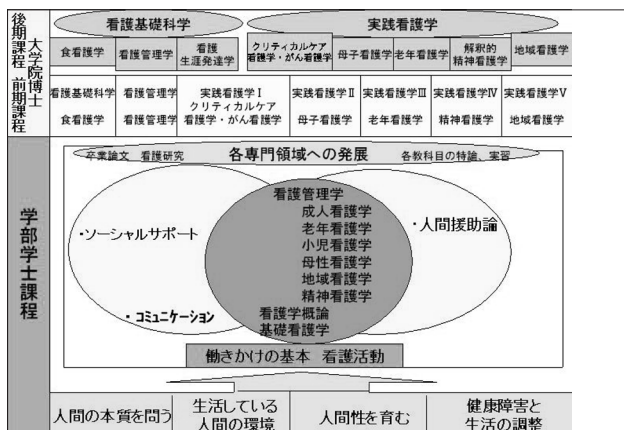 後期課程
前期課程
大学院博士
看護基礎科学
実践看護学
食看護学
看護管理学
看護
生涯発達学
クリティカルケア
看護学・がん看護学
母子看護学
老年看護学
解釈的
精神看護学
地域看護学
看護基礎科学
看護管理学
実践看護学Ⅰ
実践看護学Ⅱ
実践看護学Ⅲ
実践看護学Ⅳ
実践看護学Ⅴ
食看護学
看護管理学
クリティカルケア
看護学・がん看護学
母子看護学
老年看護学
精神看護学
地域看護学
学部学士課程
卒業論文 看護研究
各専門領域への発展
各教科目の特論、実習
・ソーシャルサポート
・コミュニケーション
看護管理学
成人看護学
老年看護学
小児看護学
母性看護学
地域看護学
精神看護学
看護学概論
基礎看護学
・人間援助論
働きかけの基本 看護活動
人間の本質を問う
生活している
人間の環境
人間性を育む
健康障害と
生活の調整